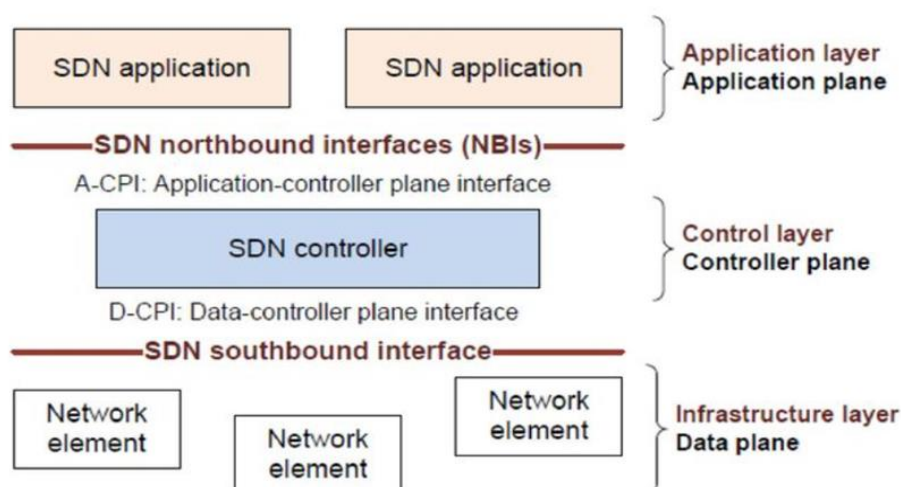 SDN application
SDN application
Application layer
Application plane
SDN northbound interfaces (NBIs)
A-CPI: Application-controller plane interface
SDN controller
Control layer
Controller plane
D-CPI: Data-controller plane interface
SDN southbound interface
Network
element
Network
element
Network
element
Infrastructure layer
Data plane